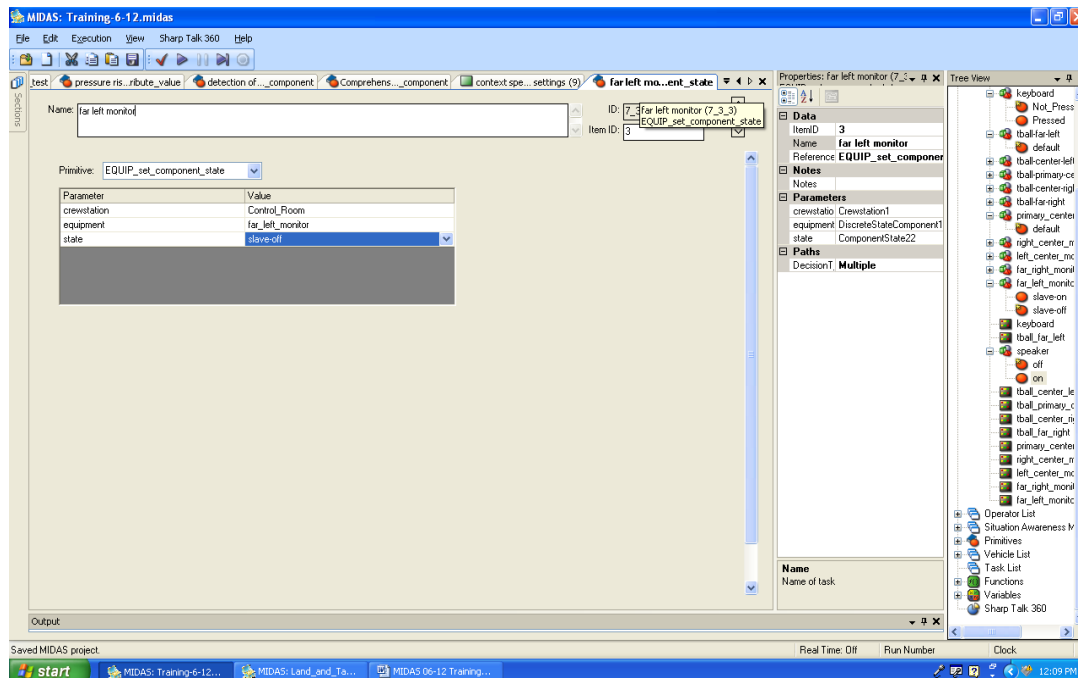 MIDAS: Training-6-12.midas
File Edit Execution View Sharp Talk 360 Help
_test pressure ris...ribute_value detection of..._component Comprehens..._component context spe... settings (9) far left mo...ent_state
Sections
Name: far left monitor
ID: 7_3
Item ID: 3
far left monitor (7_3_3)
EQUIP_set_component_state
Primitive: EQUIP_set_component_state
Parameter Value
crewstation Control_Room
equipment far_left_monitor
state slave-off
Output
Properties: far left monitor (7_3
Data
ItemID 3
Name far left monitor
Reference EQUIP_set_componer
Notes
Notes
Parameters
crewstatio Crewstation1
equipment DiscreteStateComponent1
state ComponentState22
Paths
DecisionT Multiple
Name
Name of task
Tree View
keyboard
Not_Press
Pressed
tball-far-left
default
tball-center-left
tball-primary-ce
tball-center-rigl
tball-far-right
primary_center
default
right_center_m
left_center_mc
far_right_monit
far_left_monitc
slave-on
slave-off
keyboard
tball_far_left
speaker
off
on
tball_center_le
tball_primary_c
tball_center_ri
tball_far_right
primary_center
right_center_m
left_center_mc
far_right_monit
far_left_monitc
Operator List
Situation Awareness M
Primitives
Vehicle List
Task List
Functions
Variables
Sharp Talk 360
Saved MIDAS project.
Real Time: Off Run Number Clock
start MIDAS: Training-6-12... MIDAS: Land_and_Ta... MIDAS 06-12 Training... 12:09 PM